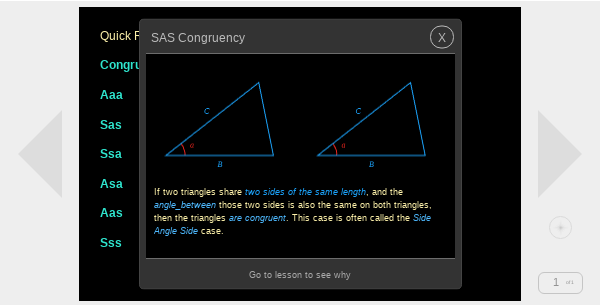 Quick F
SAS Congruency
X
Congru
Aaa
Sas
Ssa
Asa
Aas
Sss
C
α
B
C
α
B
If two triangles share two sides of the same length, and the
angle_between those two sides is also the same on both triangles,
then the triangles are congruent. This case is often called the Side
Angle Side case.
Go to lesson to see why
1 of 1